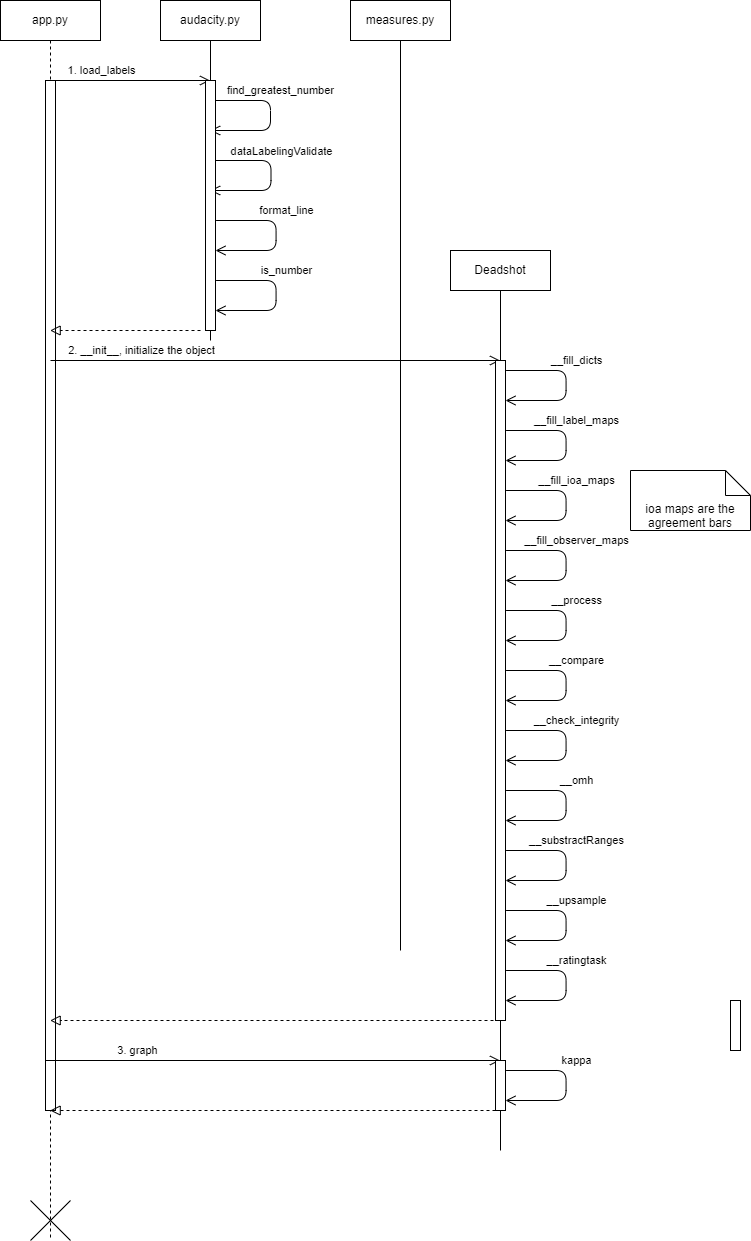 app.py
audacity.py
measures.py
1. load_labels
find_greatest_number
dataLabelingValidate
format_line
is_number
Deadshot
2. __init__, initialize the object
__fill_dicts
__fill_label_maps
__fill_ioa_maps
ioa maps are the
agreement bars
__fill_observer_maps
__process
__compare
__check_integrity
__omh
__substractRanges
__upsample
__ratingtask
3. graph
kappa